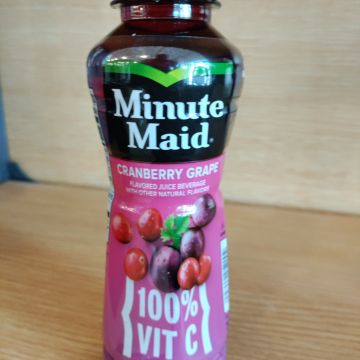 Minute
Maid
CRANBERRY GRAPE
FLAVORED JUICE BEVERAGE
WITH OTHER NATURAL FLAVORS
100%
VIT C